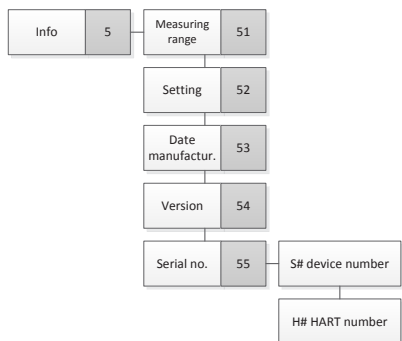 Info 5 Measuring range 51
Setting 52
Date manufactur. 53
Version 54
Serial no. 55 S# device number
H# HART number